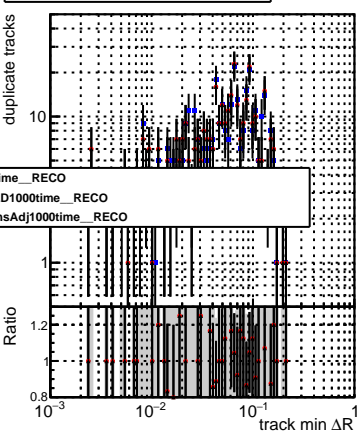 duplicate tracks
10
ime__RECO
D1000time__RECO
nsAdj1000time__RECO
1
Ratio
1.2
1
0.8
10⁻³ 10⁻² 10⁻¹ 1
track min ΔR